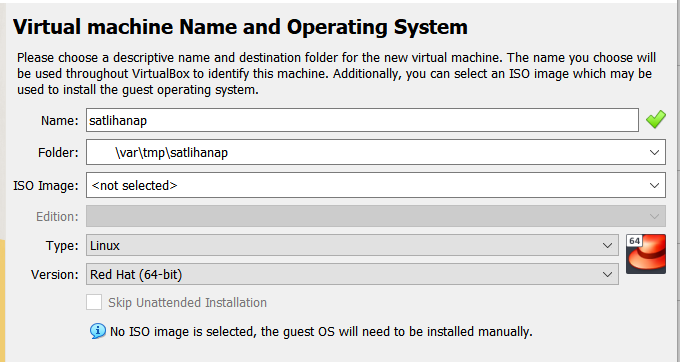 Virtual machine Name and Operating System
Please choose a descriptive name and destination folder for the new virtual machine. The name you choose will
be used throughout VirtualBox to identify this machine. Additionally, you can select an ISO image which may be
used to install the guest operating system.
Name: satlihanap
Folder: \var\tmp\satlihanap
ISO Image: <not selected>
Edition:
Type: Linux
64
Version: Red Hat (64-bit)
Skip Unattended Installation
No ISO image is selected, the guest OS will need to be installed manually.